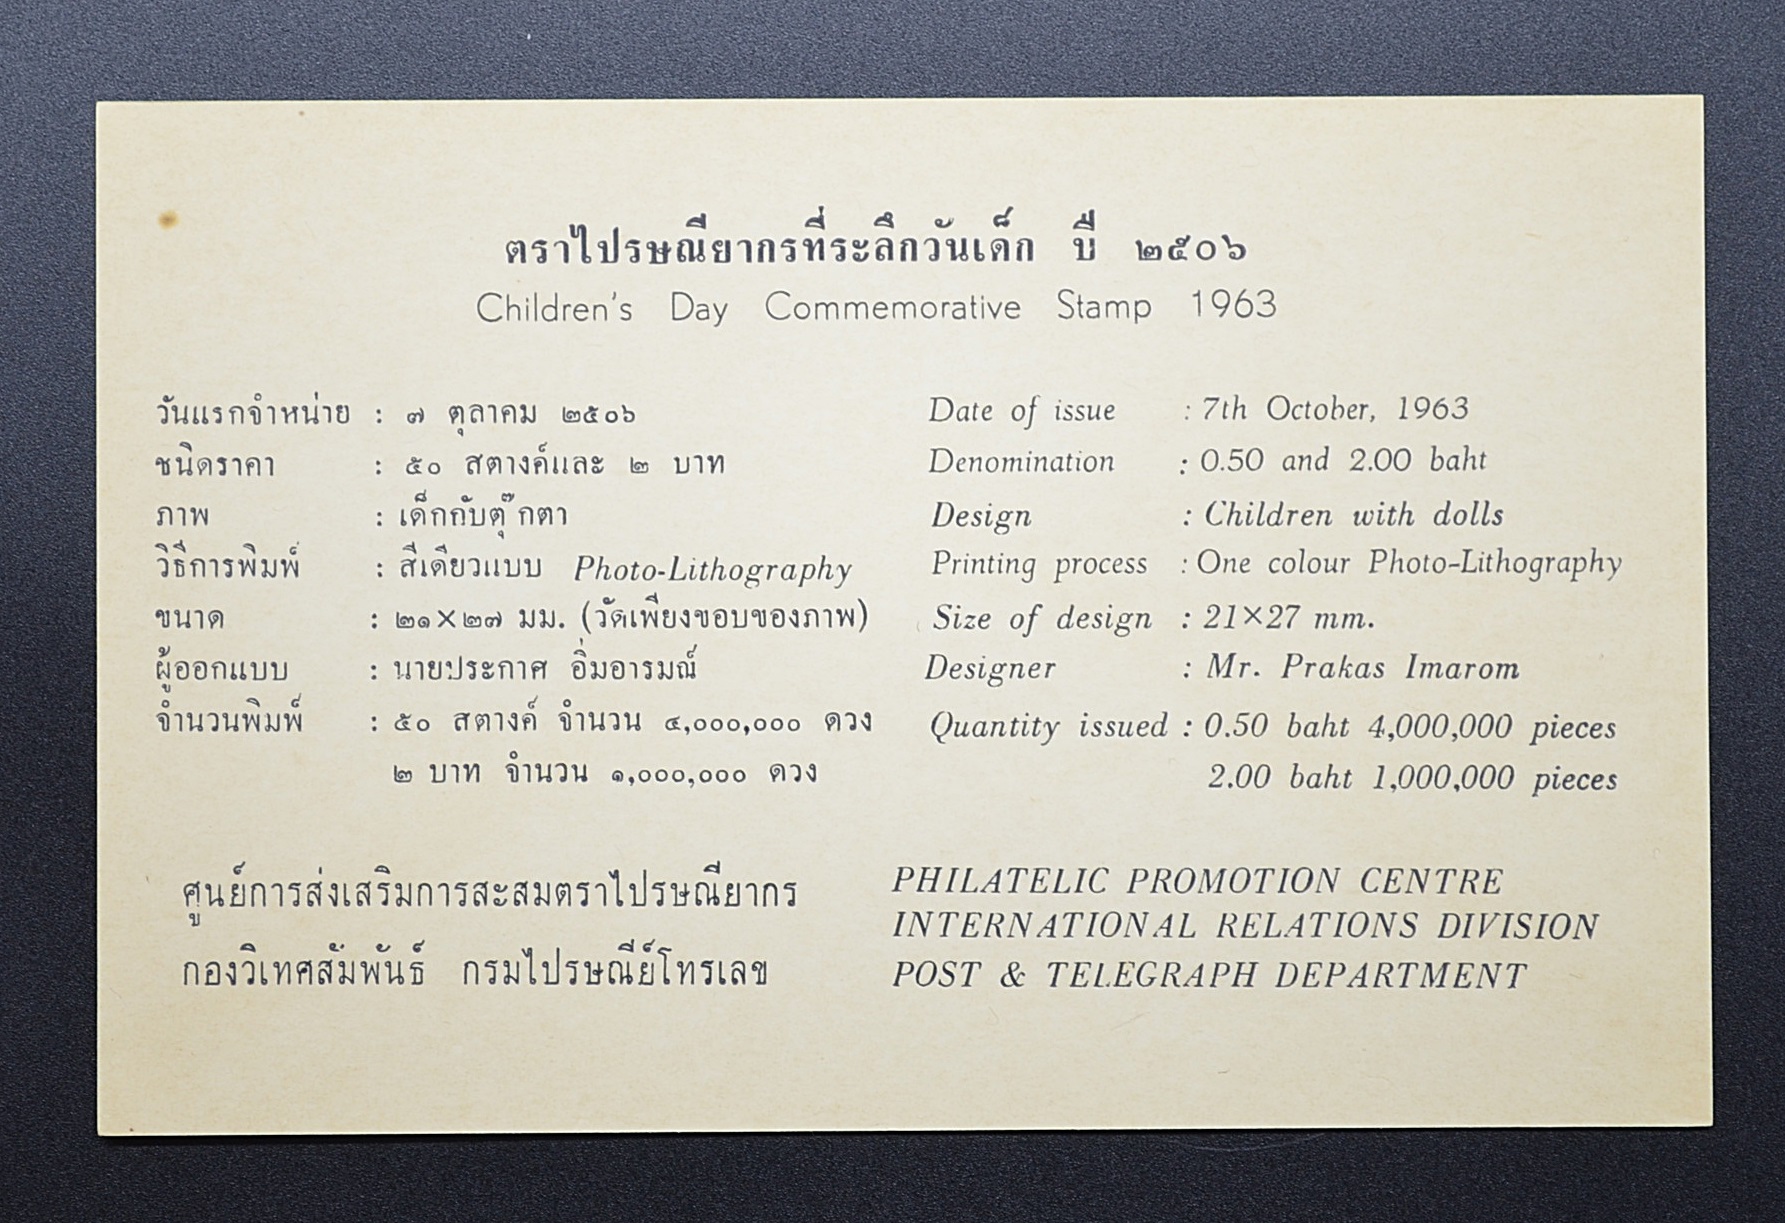 ตราไปรษณียากรที่ระลึกวันเด็ก ปี ๒๕๐๖
Children's Day Commemorative Stamp 1963
วันแรกจำหน่าย : ๗ ตุลาคม ๒๕๐๖
ชนิดราคา : ๕๐ สตางค์และ ๒ บาท
ภาพ : เด็กกับตุ๊กตา
วิธีการพิมพ์ : สีเดียวแบบ Photo-Lithography
ขนาด : ๒๑×๒๗ มม. (วัดเพียงขอบของภาพ)
ผู้ออกแบบ : นายประกาศ อิ่มอารมณ์
จำนวนพิมพ์ : ๕๐ สตางค์ จำนวน ๔,๐๐๐,๐๐๐ ดวง
๒ บาท จำนวน ๑,๐๐๐,๐๐๐ ดวง
Date of issue : 7th October, 1963
Denomination : 0.50 and 2.00 baht
Design : Children with dolls
Printing process : One colour Photo-Lithography
Size of design : 21×27 mm.
Designer : Mr. Prakas Imarom
Quantity issued : 0.50 baht 4,000,000 pieces
2.00 baht 1,000,000 pieces
ศูนย์การส่งเสริมการสะสมตราไปรษณียากร
กองวิเทศสัมพันธ์ กรมไปรษณีย์โทรเลข
PHILATELIC PROMOTION CENTRE
INTERNATIONAL RELATIONS DIVISION
POST & TELEGRAPH DEPARTMENT